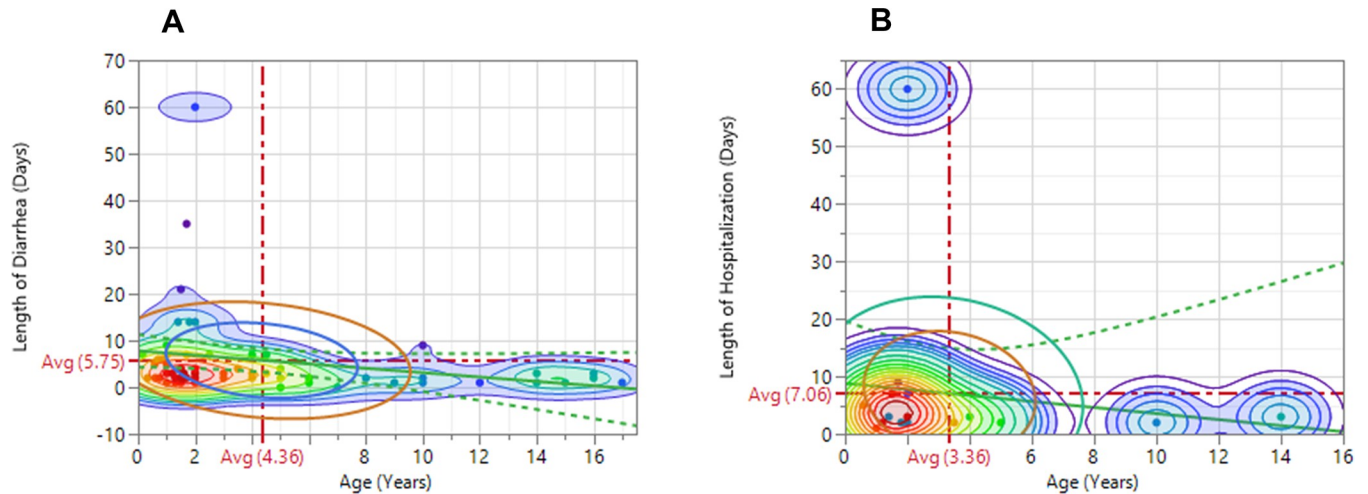 A
70
60
50
40
30
20
10
0
-10
Length of Diarrhea (Days)
Avg (5.75)
0 2 4 6 8 10 12 14 16
Avg (4.36)
Age (Years)
B
60
50
40
30
20
10
0
Length of Hospitalization (Days)
Avg (7.06)
0 2 4 6 8 10 12 14 16
Avg (3.36)
Age (Years)